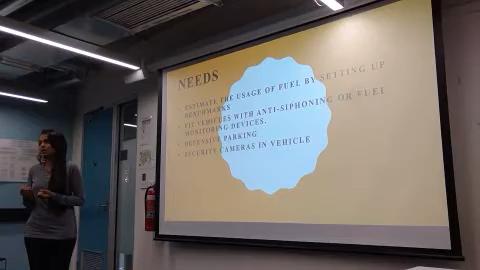 NEEDS
• ESTIMATE THE USAGE OF FUEL BY SETTING UP
BENCHMARKS
• FIT VEHICLES WITH ANTI-SIPHONING OR FUEL
MONITORING DEVICES.
• DEFENSIVE PARKING
• SECURITY CAMERAS IN VEHICLE